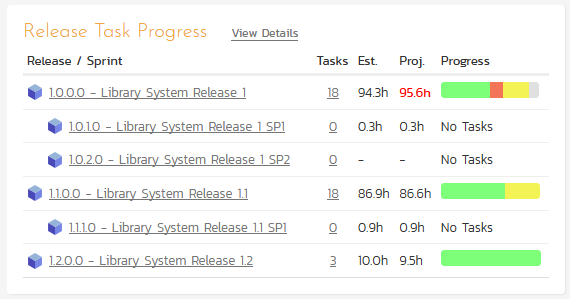 Release Task Progress View Details
Release / Sprint Tasks Est. Proj. Progress
1.0.0.0 - Library System Release 1 18 94.3h 95.6h
1.0.1.0 - Library System Release 1 SP1 0 0.3h 0.3h No Tasks
1.0.2.0 - Library System Release 1 SP2 0 - - No Tasks
1.1.0.0 - Library System Release 1.1 18 86.9h 86.6h
1.1.1.0 - Library System Release 1.1 SP1 0 0.9h 0.9h No Tasks
1.2.0.0 - Library System Release 1.2 3 10.0h 9.5h